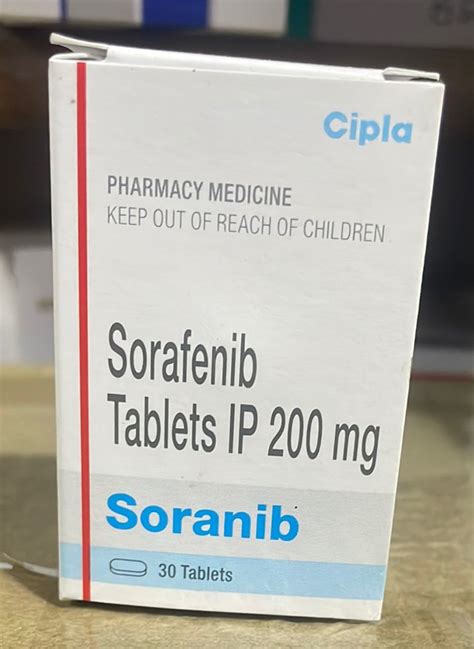 Cipla
PHARMACY MEDICINE
KEEP OUT OF REACH OF CHILDREN
Sorafenib
Tablets IP 200 mg
Soranib
30 Tablets